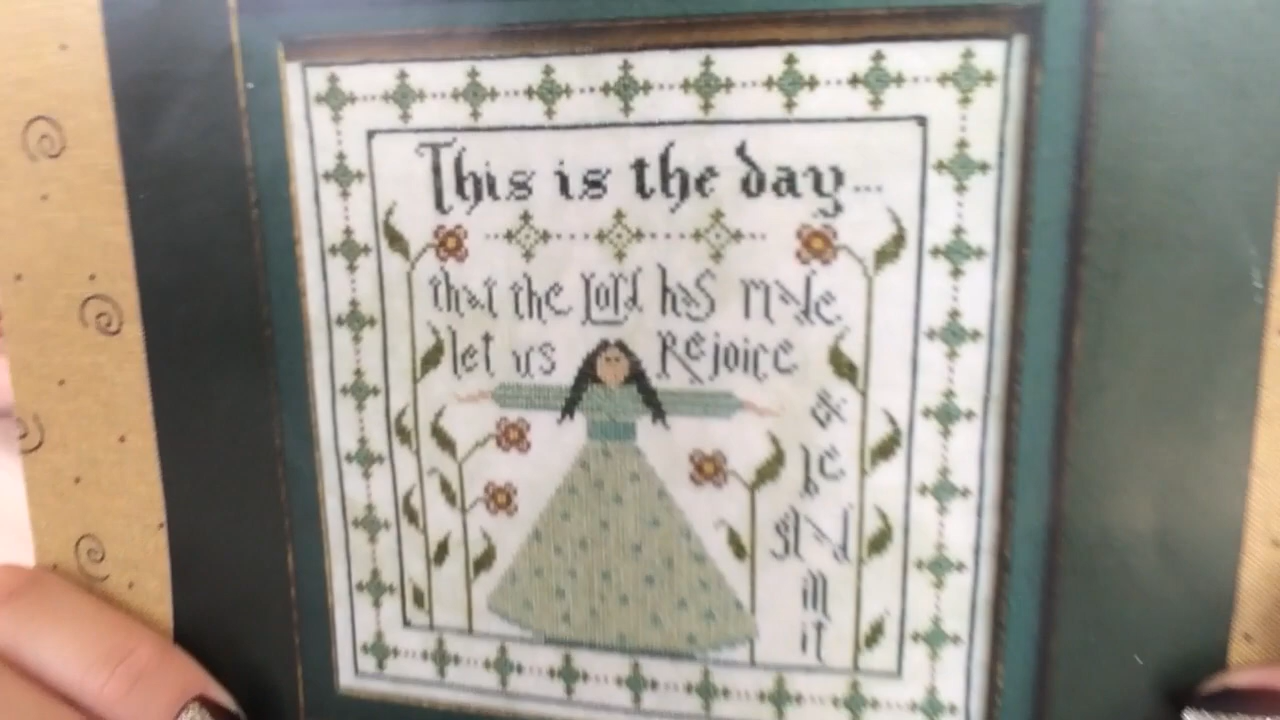 This is the day...
that the Lord has made
let us Rejoice
&
be
glad
in
it